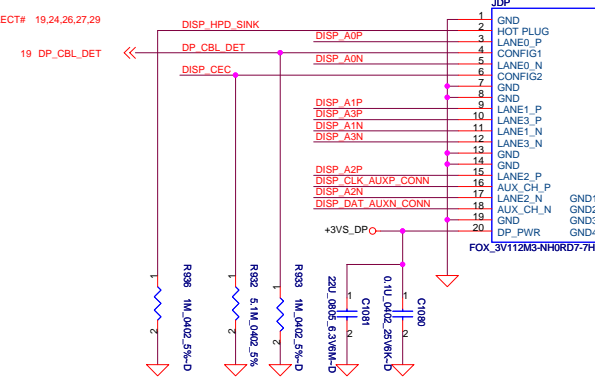 JDP
ECT# 19,24,26,27,29
DISP_HPD_SINK
1 GND
2 HOT PLUG
DISP_A0P 3 LANE0_P
19 DP_CBL_DET
DP_CBL_DET 4 CONFIG1
DISP_A0N 5 LANE0_N
DISP_CEC 6 CONFIG2
7 GND
8 GND
DISP_A1P 9 LANE1_P
DISP_A3P 10 LANE3_P
DISP_A1N 11 LANE1_N
DISP_A3N 12 LANE3_N
13 GND
14 GND
DISP_A2P 15 LANE2_P
DISP_CLK_AUXP_CONN 16 AUX_CH_P
DISP_A2N 17 LANE2_N GND1
DISP_DAT_AUXN_CONN 18 AUX_CH_N GND2
19 GND GND3
+3VS_DP 20 DP_PWR GND4
FOX_3V112M3-NH0RD7-7H
1 2 R936 1M_0402_5%~D
1 2 R932 5.1M_0402_5%
1 2 R933 1M_0402_5%~D
1 2 C1081 22U_0805_6.3V6M~D
1 2 C1080 0.1U_0402_25V6K~D